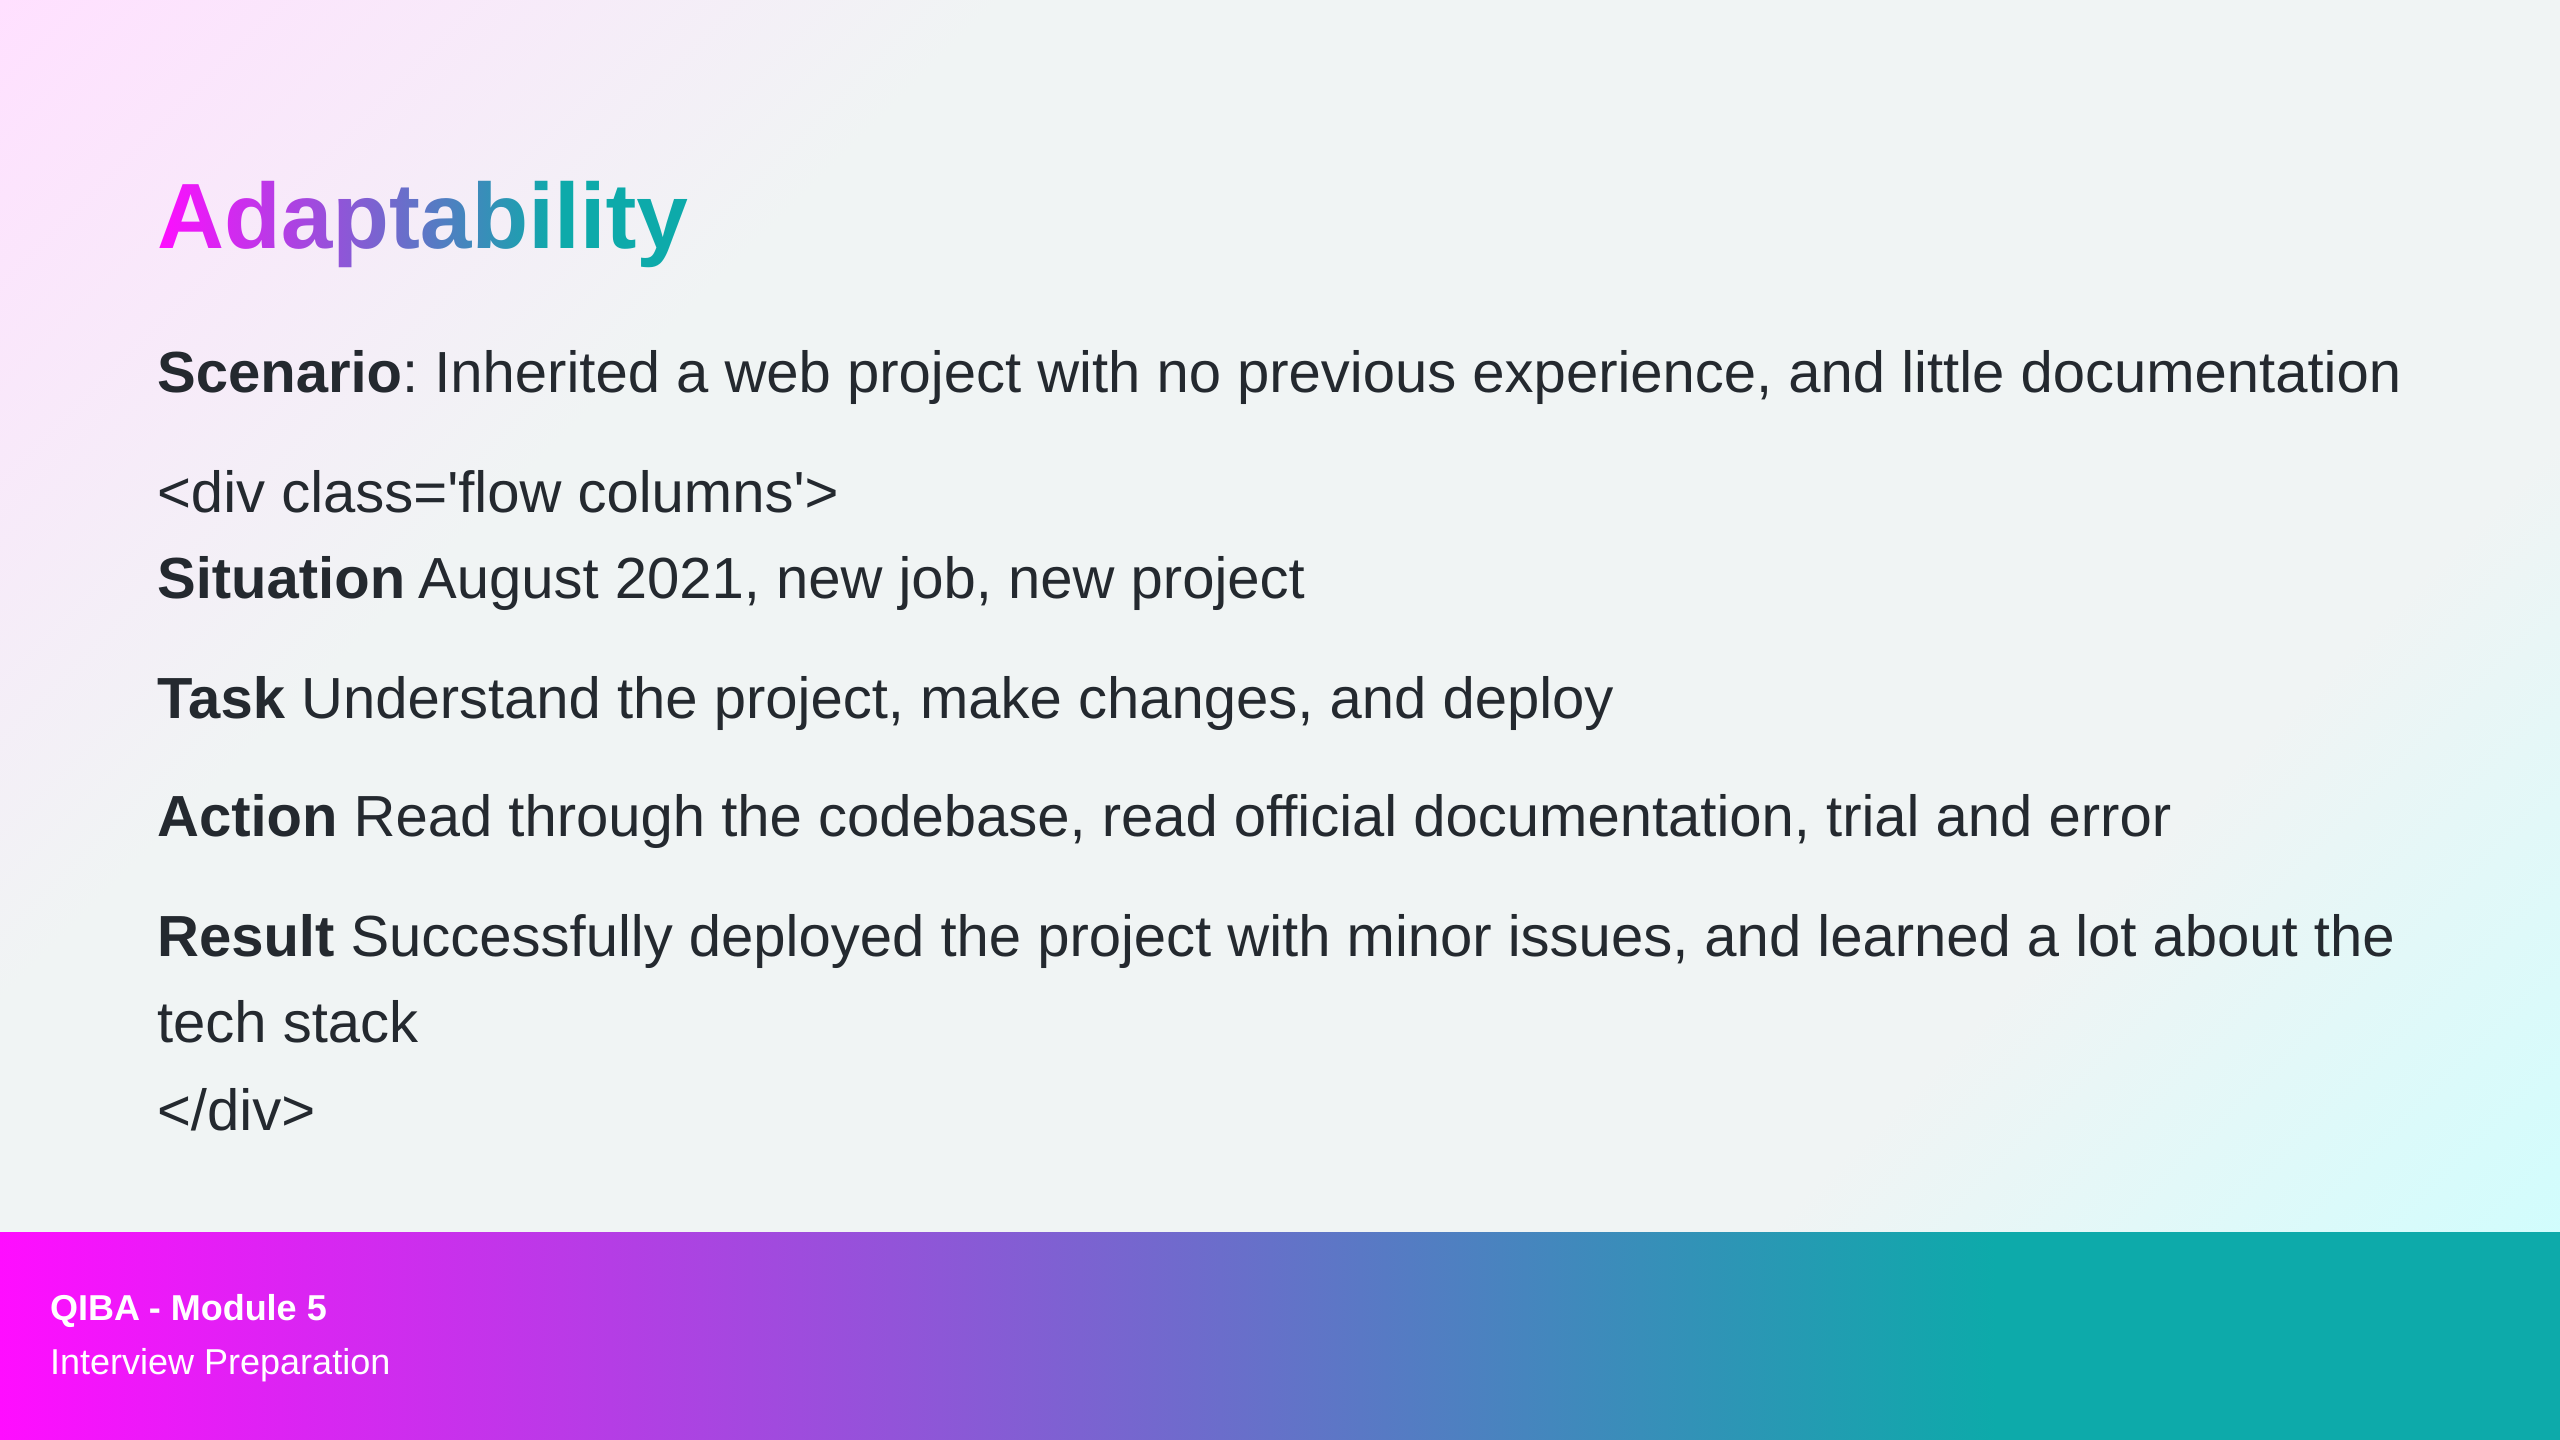 Adaptability
Scenario: Inherited a web project with no previous experience, and little documentation
<div class='flow columns'>
Situation August 2021, new job, new project
Task Understand the project, make changes, and deploy
Action Read through the codebase, read official documentation, trial and error
Result Successfully deployed the project with minor issues, and learned a lot about the
tech stack
</div>
QIBA - Module 5
Interview Preparation